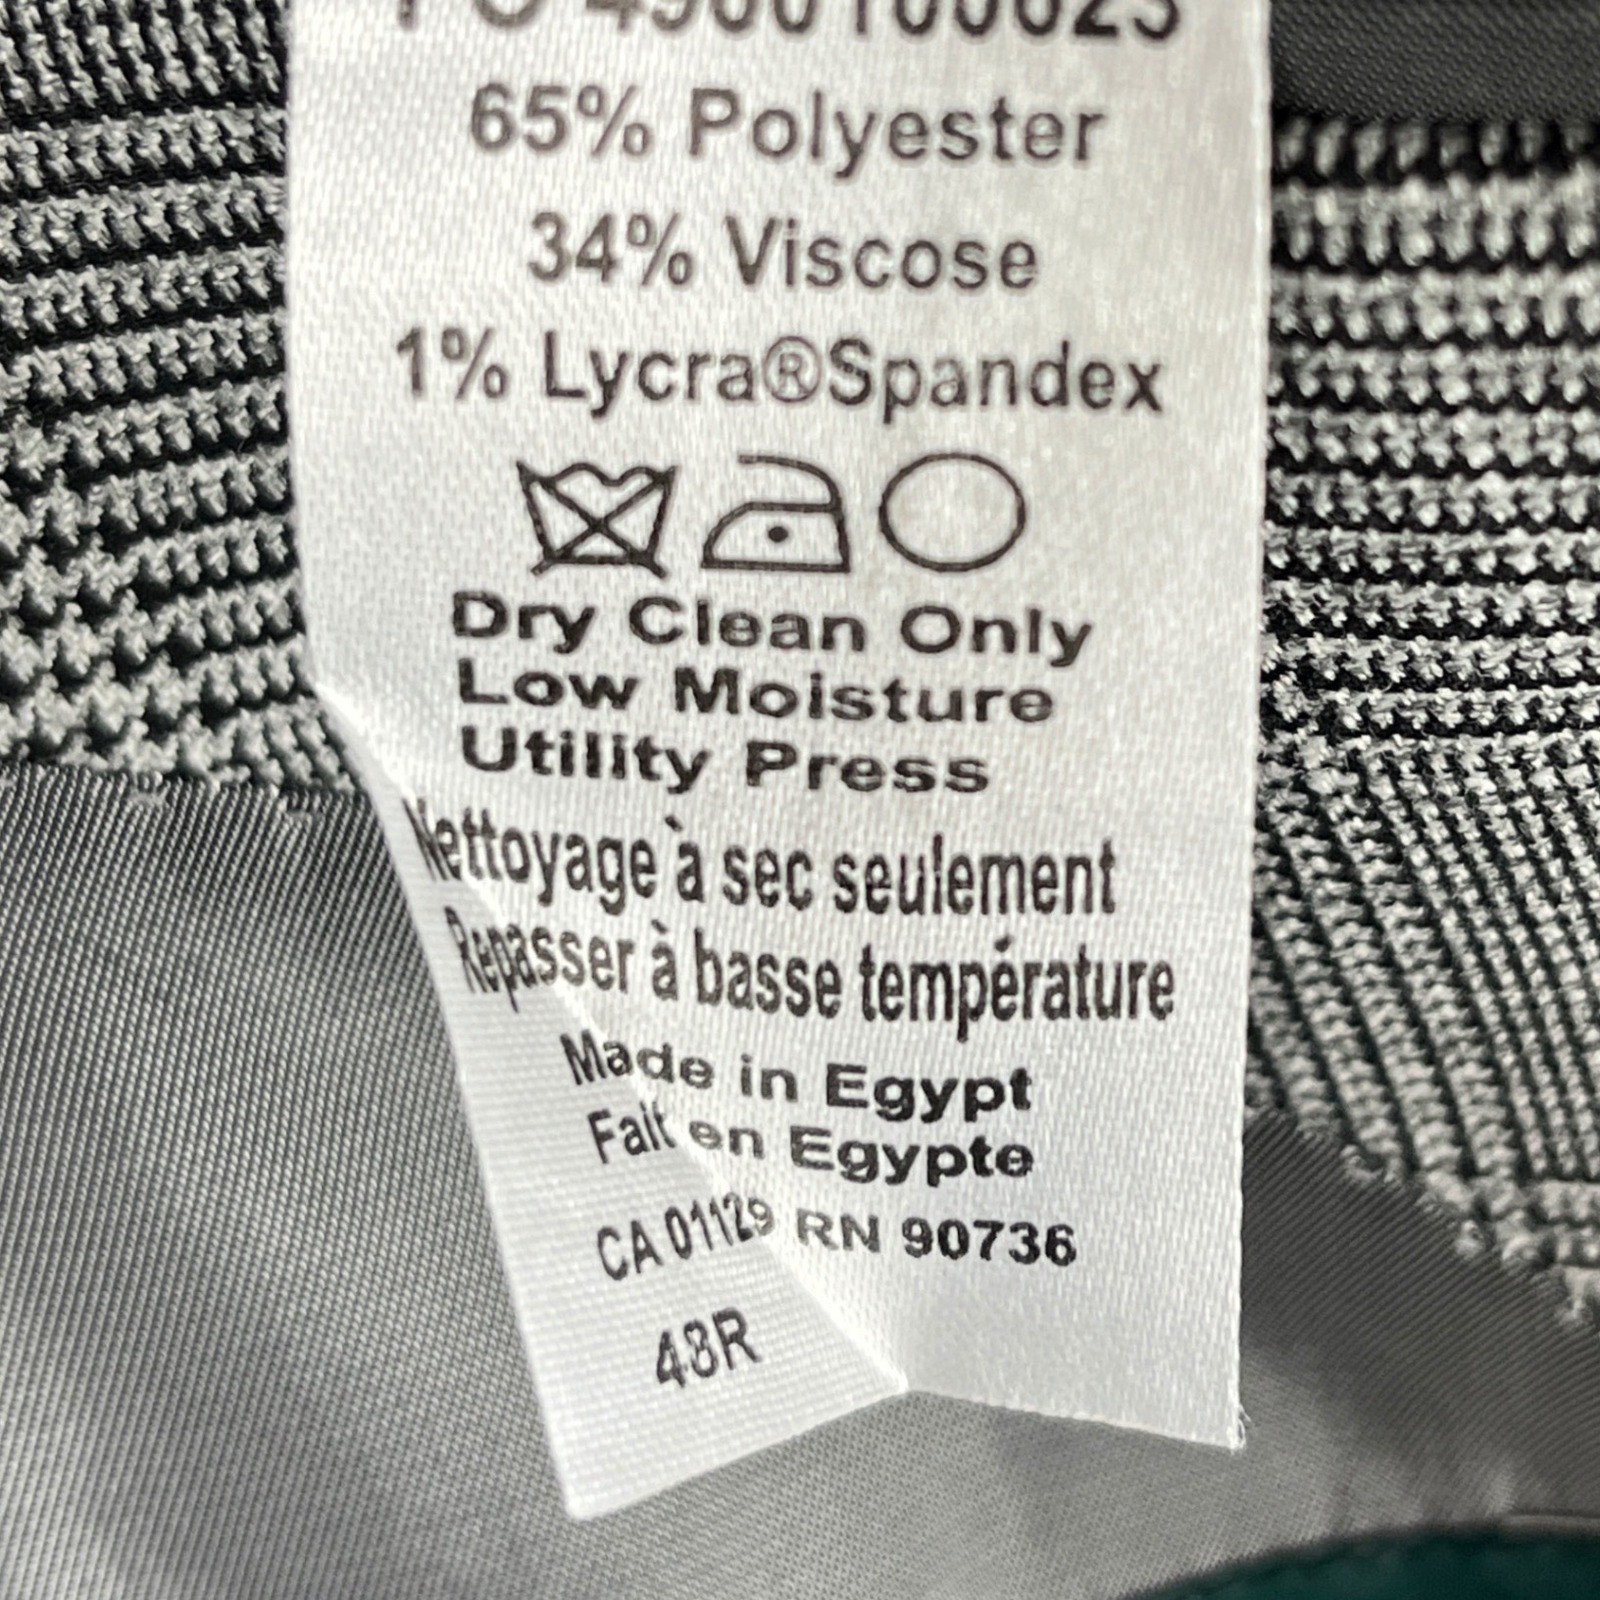 65% Polyester
34% Viscose
1% Lycra®Spandex
Dry Clean Only
Low Moisture
Utility Press
Nettoyage à sec seulement
Repasser à basse température
Made in Egypt
Fait en Egypte
CA 01129 RN 90736
48R